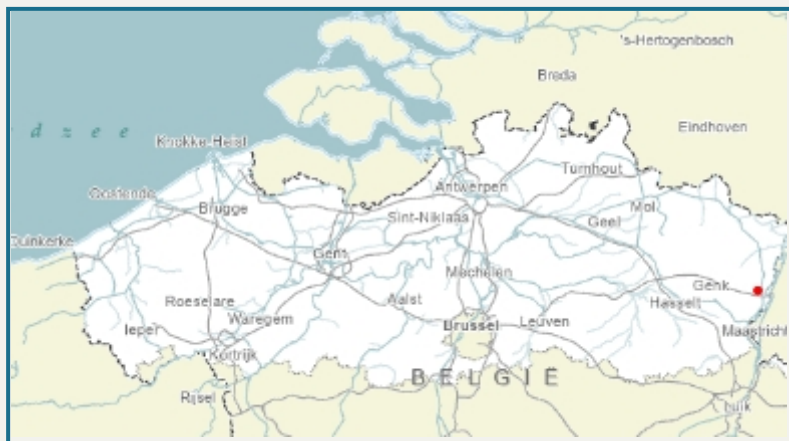 's-Hertogenbosch
Breda
d z e e
Eindhoven
Knokke-Heist
Turnhout
Oostende
Antwerpen
Brugge
Sint-Niklaas
Mol
Geel
Duinkerke
Gent
Mechelen
Genk
Roeselare
Aalst
Hasselt
Ieper
Waregem
Brussel
Leuven
Maastricht
Kortrijk
BELGIË
Rijsel
Luik